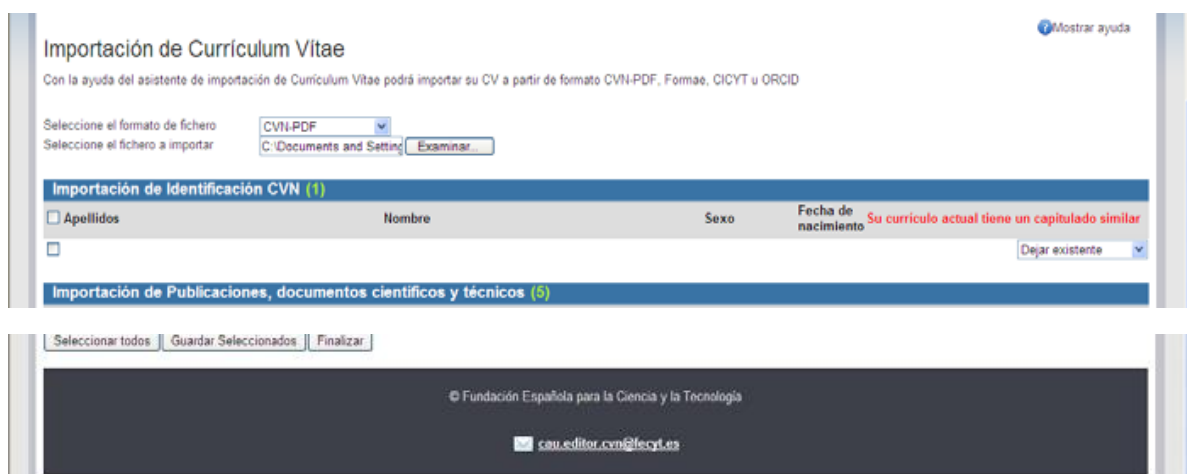 Mostrar ayuda
Importación de Currículum Vítae
Con la ayuda del asistente de importación de Curriculum Vitae podrá importar su CV a partir de formato CVN-PDF, Formae, CICYT u ORCID
Seleccione el formato de fichero CVN-PDF
Seleccione el fichero a importar C:\Documents and Setting Examinar...
Importación de Identificación CVN (1)
Apellidos Nombre Sexo Fecha de nacimiento Su curriculo actual tiene un capitulado similar
Dejar existente
Importación de Publicaciones, documentos científicos y técnicos (5)
Seleccionar todos Guardar Seleccionados Finalizar
© Fundación Española para la Ciencia y la Tecnología
cau.editor.cvn@fecyt.es